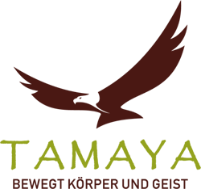 TAMAYA
BEWEGT KÖRPER UND GEIST